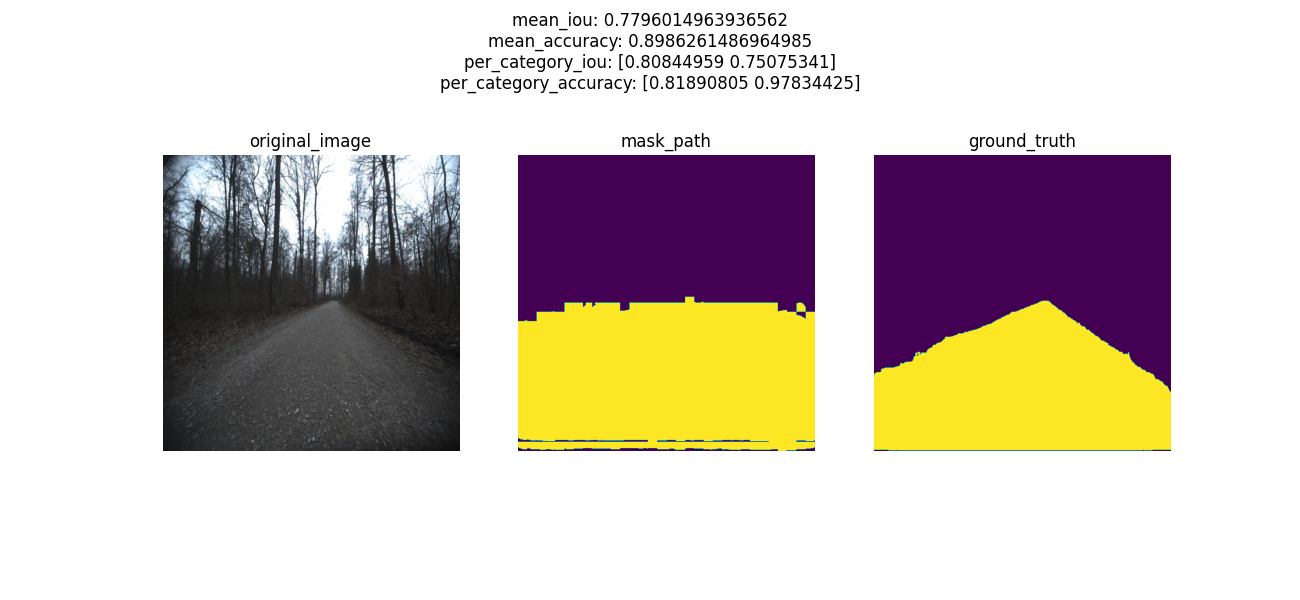 mean_iou: 0.7796014963936562
mean_accuracy: 0.8986261486964985
per_category_iou: [0.80844959 0.75075341]
per_category_accuracy: [0.81890805 0.97834425]
original_image
mask_path
ground_truth